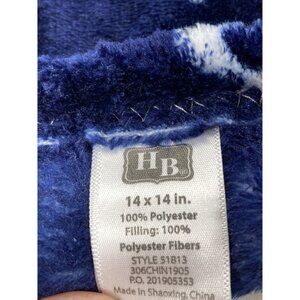 HB
14 x 14 in.
100% Polyester
Filling: 100%
Polyester Fibers
STYLE 51813
306CHIN1905
P.O. 201905353
Made in Shaoxing, China